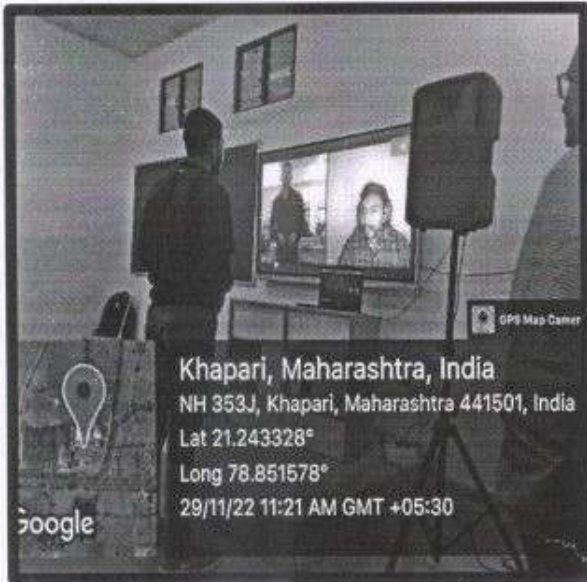 GPS Map Camer
Khapari, Maharashtra, India
NH 353J, Khapari, Maharashtra 441501, India
Lat 21.243328°
Long 78.851578°
29/11/22 11:21 AM GMT +05:30
Google